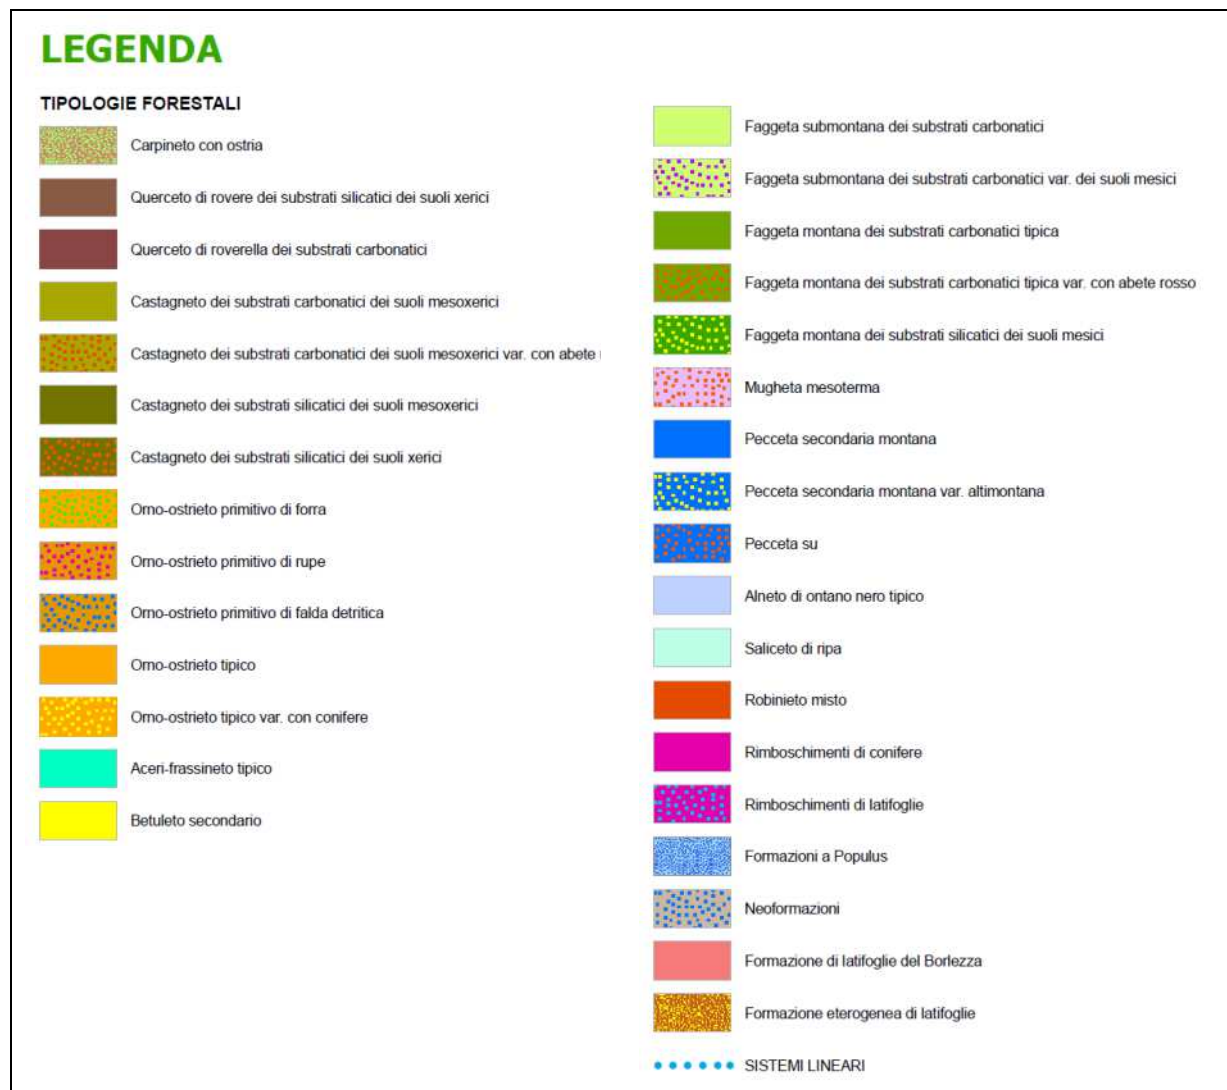 LEGENDA
TIPOLOGIE FORESTALI
Carpineto con ostria
Querceto di rovere dei substrati silicatici dei suoli xerici
Querceto di roverella dei substrati carbonatici
Castagneto dei substrati carbonatici dei suoli mesoxerici
Castagneto dei substrati carbonatici dei suoli mesoxerici var. con abete
Castagneto dei substrati silicatici dei suoli mesoxerici
Castagneto dei substrati silicatici dei suoli xerici
Orno-ostrieto primitivo di forra
Orno-ostrieto primitivo di rupe
Orno-ostrieto primitivo di falda detritica
Orno-ostrieto tipico
Orno-ostrieto tipico var. con conifere
Aceri-frassineto tipico
Betuleto secondario
Faggeta submontana dei substrati carbonatici
Faggeta submontana dei substrati carbonatici var. dei suoli mesici
Faggeta montana dei substrati carbonatici tipica
Faggeta montana dei substrati carbonatici tipica var. con abete rosso
Faggeta montana dei substrati silicatici dei suoli mesici
Mugheta mesoterma
Pecceta secondaria montana
Pecceta secondaria montana var. altimontana
Pecceta su
Alneto di ontano nero tipico
Saliceto di ripa
Robinieto misto
Rimboschimenti di conifere
Rimboschimenti di latifoglie
Formazioni a Populus
Neoformazioni
Formazione di latifoglie del Borlezza
Formazione eterogenea di latifoglie
SISTEMI LINEARI